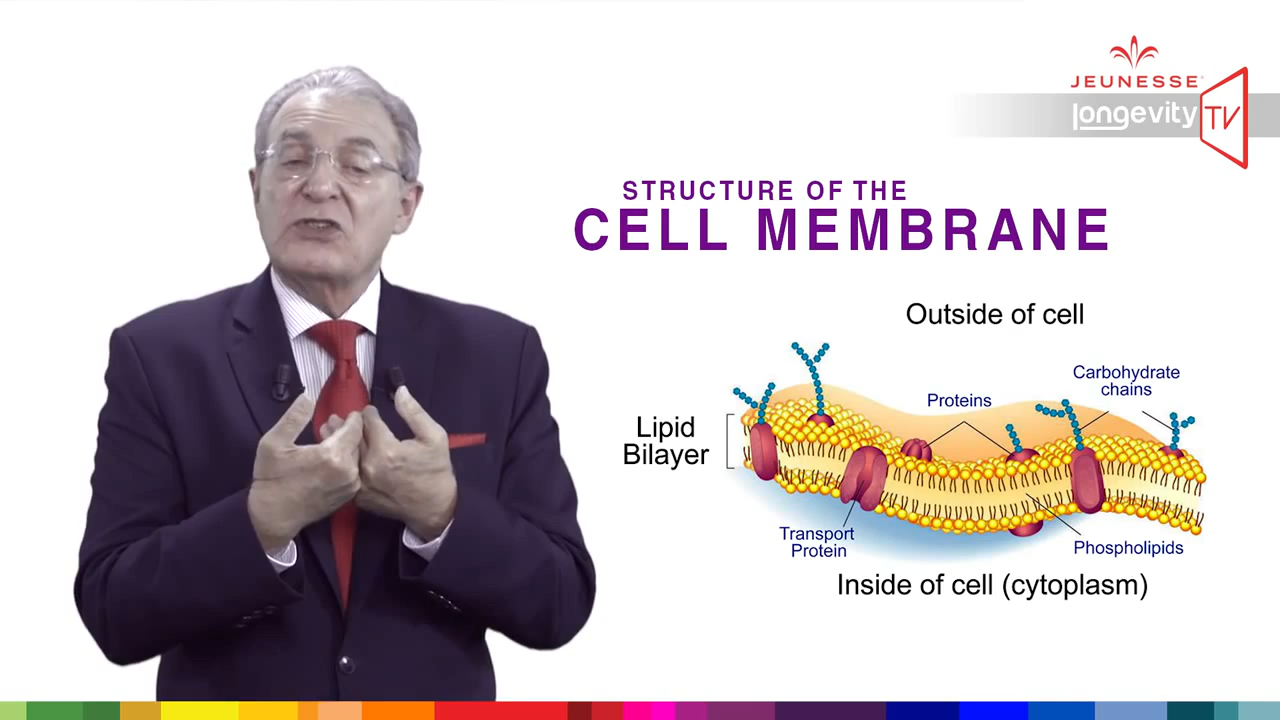 JEUNESSE
longevity TV
STRUCTURE OF THE
CELL MEMBRANE
Outside of cell
Carbohydrate
chains
Proteins
Lipid
Bilayer
Transport
Protein
Phospholipids
Inside of cell (cytoplasm)